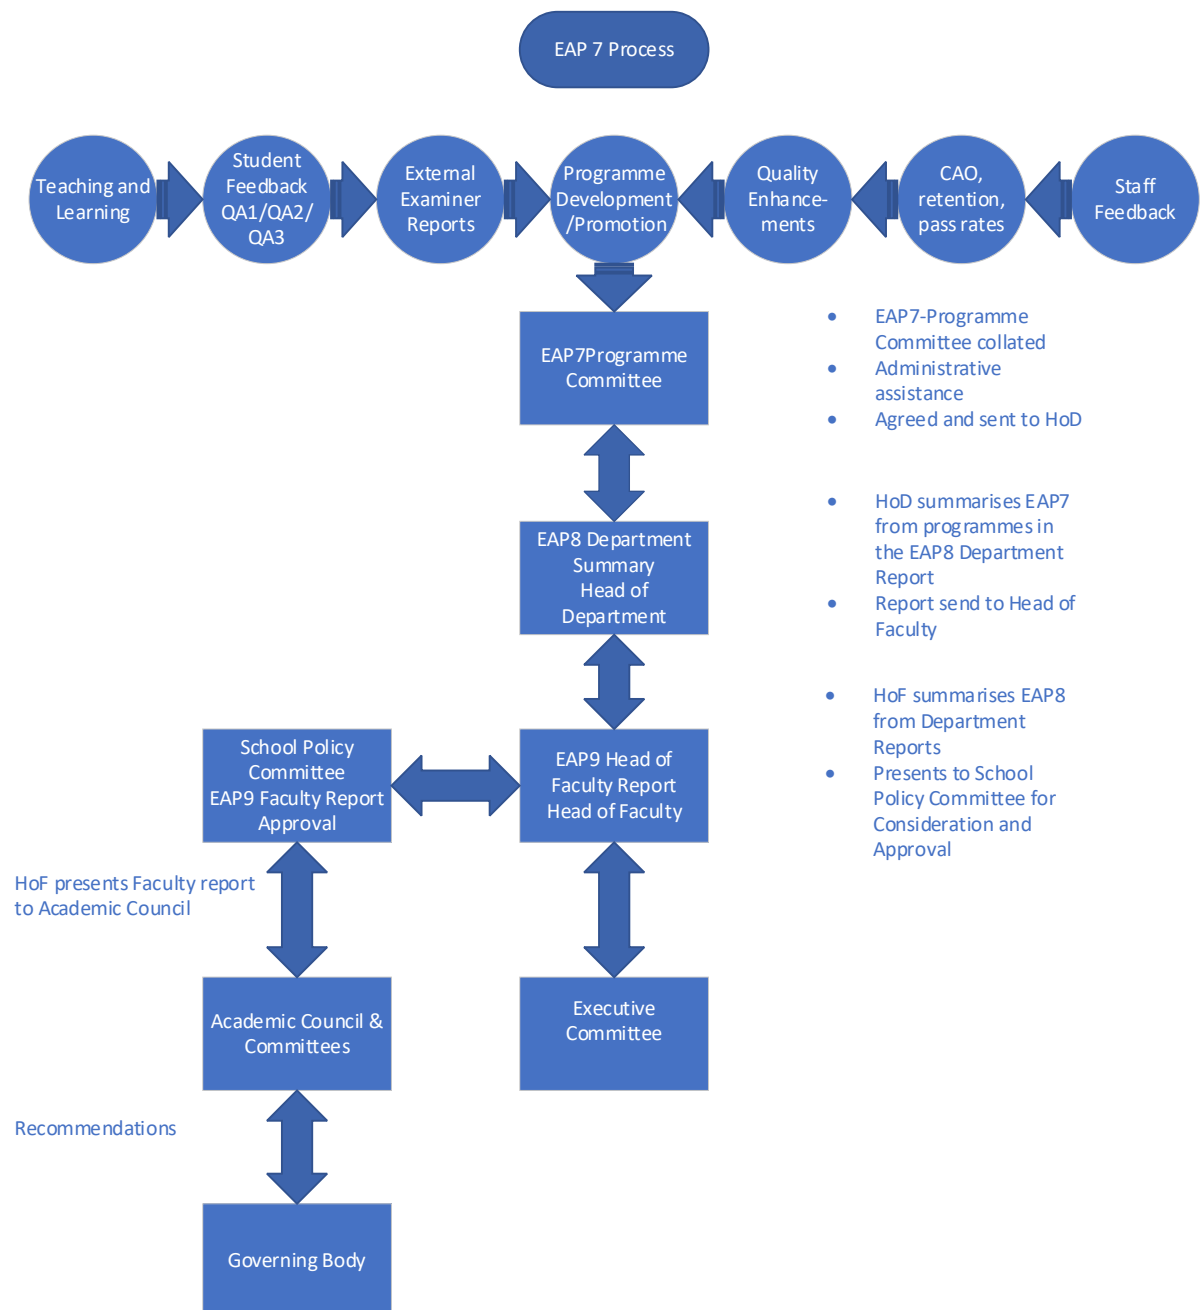 EAP 7 Process
Teaching and
Learning
Student
Feedback
QA1/QA2/
QA3
External
Examiner
Reports
Programme
Development
/Promotion
Quality
Enhance-
ments
CAO,
retention,
pass rates
Staff
Feedback
EAP7Programme
Committee
• EAP7-Programme
Committee collated
• Administrative
assistance
• Agreed and sent to HoD
EAP8 Department
Summary
Head of
Department
• HoD summarises EAP7
from programmes in
the EAP8 Department
Report
• Report send to Head of
Faculty
School Policy
Committee
EAP9 Faculty Report
Approval
EAP9 Head of
Faculty Report
Head of Faculty
• HoF summarises EAP8
from Department
Reports
• Presents to School
Policy Committee for
Consideration and
Approval
HoF presents Faculty report
to Academic Council
Academic Council &
Committees
Executive
Committee
Recommendations
Governing Body